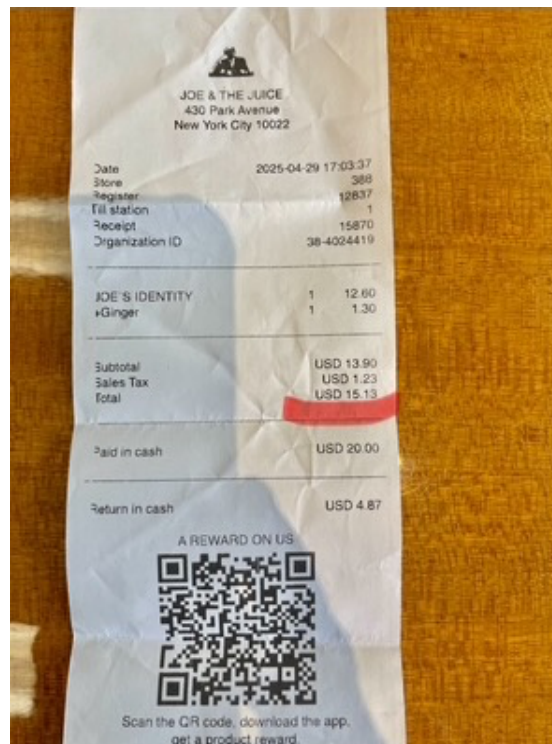 JOE & THE JUICE
430 Park Avenue
New York City 10022
Date 2025-04-29 17:03:37
Store 388
Register 12837
Till station 1
Receipt 15870
Organization ID 38-4024419
JOE'S IDENTITY 1 12.60
+Ginger 1 1.30
Subtotal USD 13.90
Sales Tax USD 1.23
Total USD 15.13
Paid in cash USD 20.00
Return in cash USD 4.87
A REWARD ON US
Scan the QR code, download the app,
get a product reward.